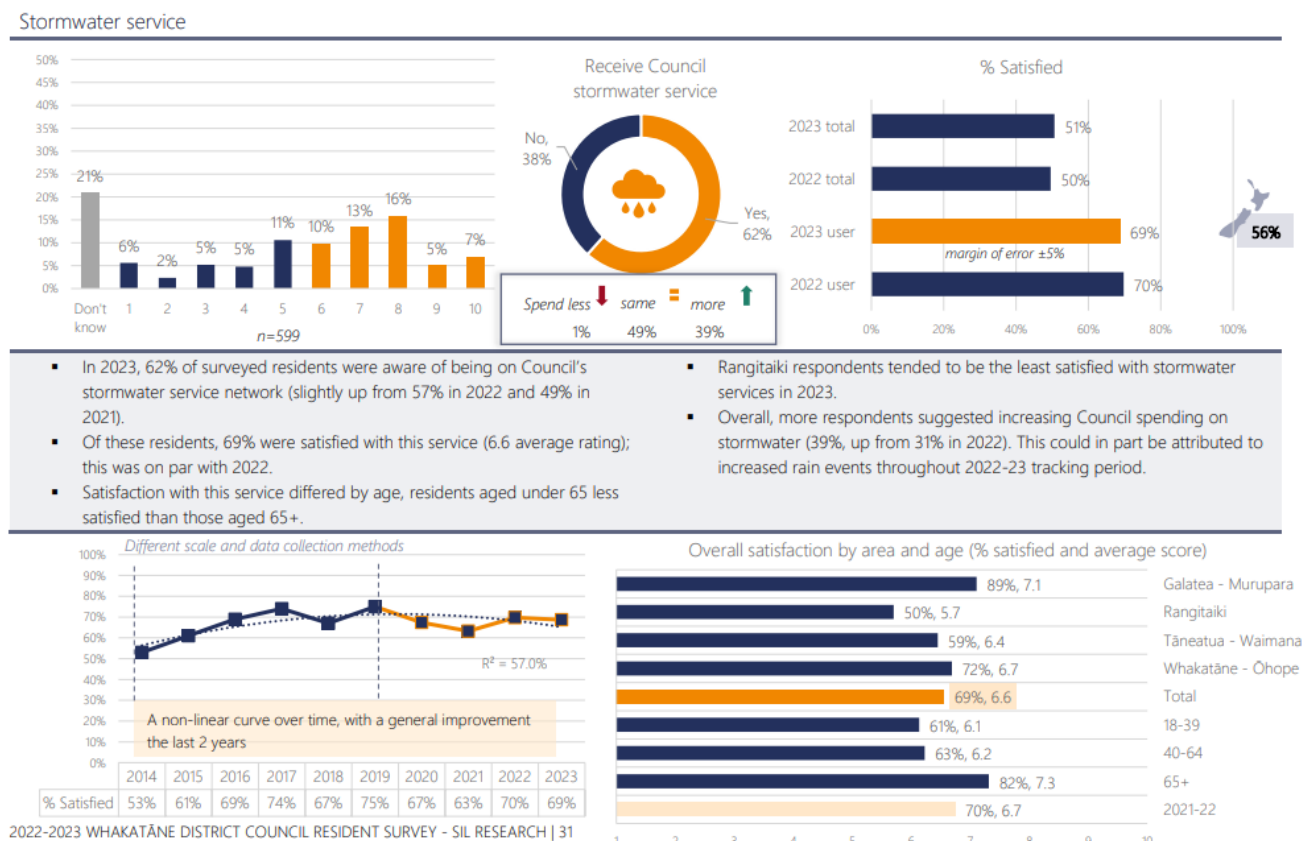 Stormwater service
50%
45%
40%
35%
30%
25%
20%
15%
10%
5%
0%
21%
6%
2%
5%
5%
11%
10%
13%
16%
5%
7%
Don't know
1
2
3
4
5
6
7
8
9
10
n=599
Receive Council
stormwater service
No,
38%
Yes,
62%
Spend less same = more
1% 49% 39%
% Satisfied
2023 total
51%
2022 total
50%
2023 user
69%
margin of error ±5%
2022 user
70%
0% 20% 40% 60% 80% 100%
56%
▪ In 2023, 62% of surveyed residents were aware of being on Council's
stormwater service network (slightly up from 57% in 2022 and 49% in
2021).
▪ Of these residents, 69% were satisfied with this service (6.6 average rating);
this was on par with 2022.
▪ Satisfaction with this service differed by age, residents aged under 65 less
satisfied than those aged 65+.
▪ Rangitaiki respondents tended to be the least satisfied with stormwater
services in 2023.
▪ Overall, more respondents suggested increasing Council spending on
stormwater (39%, up from 31% in 2022). This could in part be attributed to
increased rain events throughout 2022-23 tracking period.
Different scale and data collection methods
100%
90%
80%
70%
60%
50%
40%
30%
20%
10%
0%
R² = 57.0%
A non-linear curve over time, with a general improvement
the last 2 years
2014 2015 2016 2017 2018 2019 2020 2021 2022 2023
% Satisfied 53% 61% 69% 74% 67% 75% 67% 63% 70% 69%
Overall satisfaction by area and age (% satisfied and average score)
89%, 7.1 Galatea - Murupara
50%, 5.7 Rangitaiki
59%, 6.4 Tāneatua - Waimana
72%, 6.7 Whakatāne - Ōhope
69%, 6.6 Total
61%, 6.1 18-39
63%, 6.2 40-64
82%, 7.3 65+
70%, 6.7 2021-22
1 2 3 4 5 6 7 8 9 10
2022-2023 WHAKATĀNE DISTRICT COUNCIL RESIDENT SURVEY - SIL RESEARCH | 31